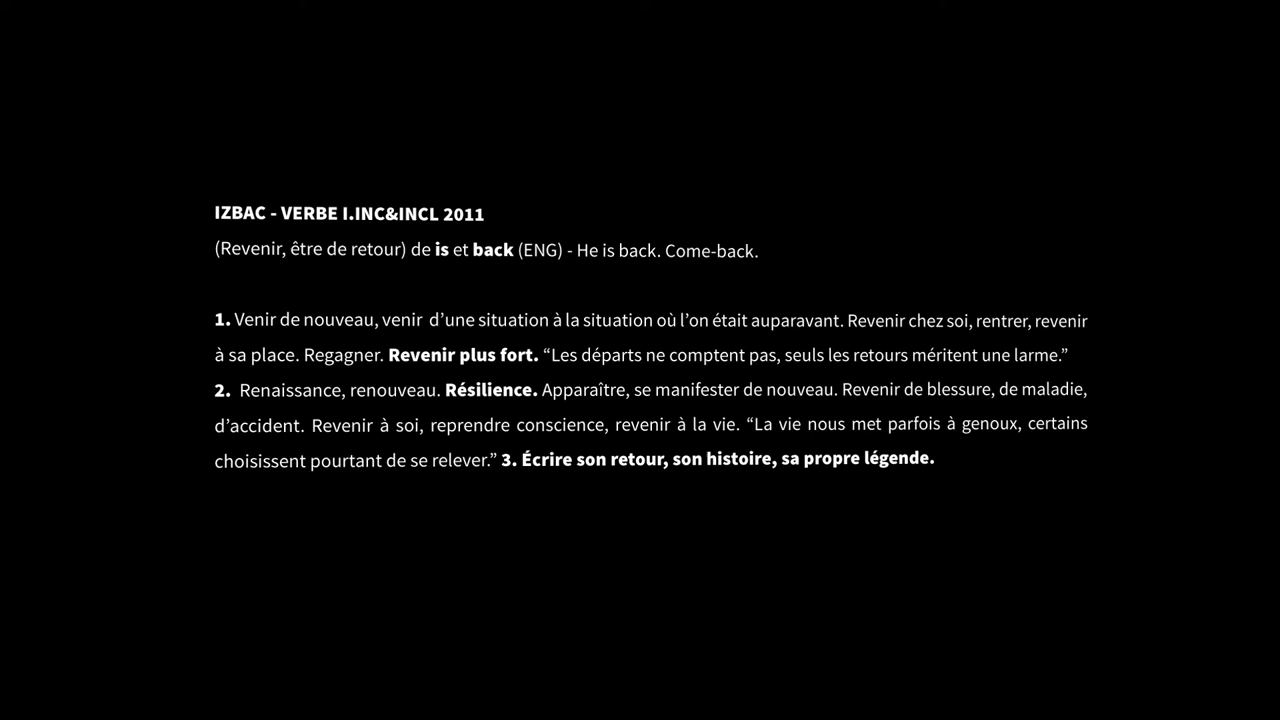 IZBAC - VERBE I.INC&INCL 2011
(Revenir, être de retour) de is et back (ENG) - He is back. Come-back.
1. Venir de nouveau, venir d’une situation à la situation où l’on était auparavant. Revenir chez soi, rentrer, revenir
à sa place. Regagner. Revenir plus fort. “Les départs ne comptent pas, seuls les retours méritent une larme.”
2. Renaissance, renouveau. Résilience. Apparaître, se manifester de nouveau. Revenir de blessure, de maladie,
d’accident. Revenir à soi, reprendre conscience, revenir à la vie. “La vie nous met parfois à genoux, certains
choisissent pourtant de se relever.” 3. Écrire son retour, son histoire, sa propre légende.